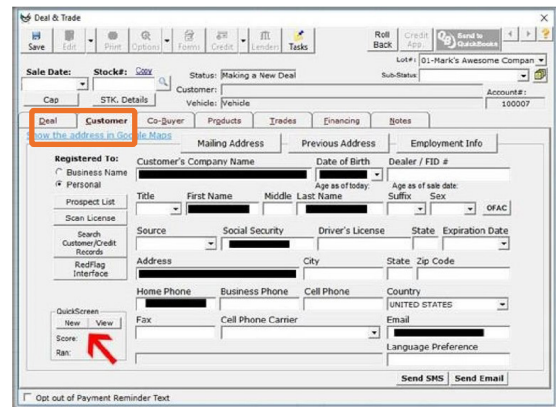 Deal & Trade
Save Edit Print Options Forms Credit Lenders Tasks
Roll Back
Credit App.
Send to QuickBooks
Lot#: 01-Mark's Awesome Compan
Sale Date: Stock#: Copy Status: Making a New Deal Sub-Status:
Customer: Account#:
Cap STK. Details Vehicle: Vehicle 100007
Deal Customer Co-Buyer Products Trades Financing Notes
Show the address in Google Maps
Mailing Address Previous Address Employment Info
Registered To: Customer's Company Name Date of Birth Dealer / FID #
Business Name
Personal Age as of today: Age as of sale date:
Prospect List Title First Name Middle Last Name Suffix Sex
OFAC
Scan License
Search Customer/Credit Records
Source Social Security Driver's License State Expiration Date
RedFlag Interface
Address City State Zip Code
Home Phone Business Phone Cell Phone Country
UNITED STATES
QuickScreen
New View
Fax Cell Phone Carrier Email
Score:
Ran: Language Preference
Send SMS Send Email
Opt out of Payment Reminder Text